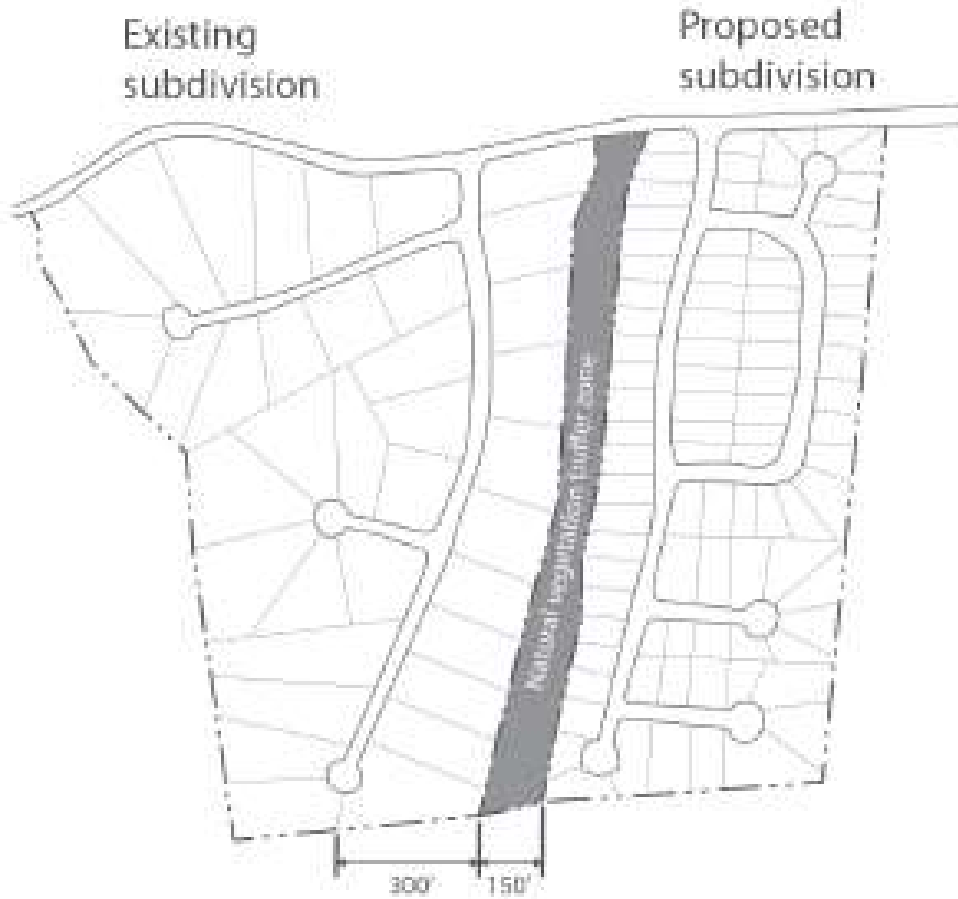 Existing
subdivision
Proposed
subdivision
Natural vegetation buffer zone
300'
150'